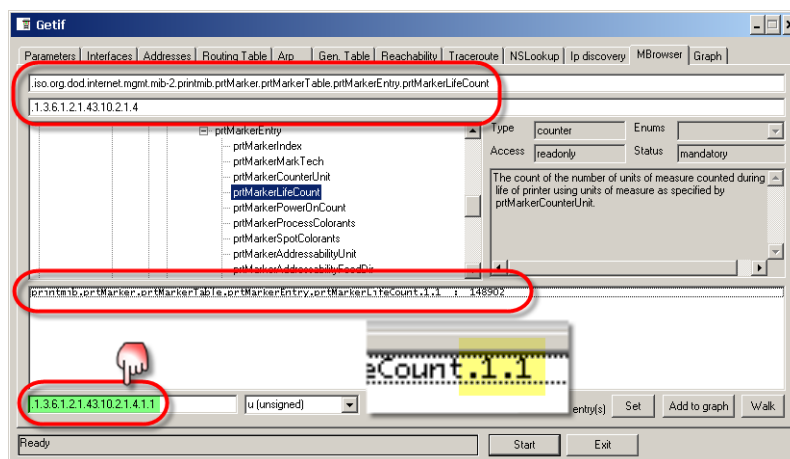 Getif
Parameters Interfaces Addresses Routing Table Arp Gen. Table Reachability Traceroute NSLookup Ip discovery MBrowser Graph
.iso.org.dod.internet.mgmt.mib-2.printmib.prtMarker.prtMarkerTable.prtMarkerEntry.prtMarkerLifeCount
.1.3.6.1.2.1.43.10.2.1.4
prtMarkerEntry
prtMarkerIndex
prtMarkerMarkTech
prtMarkerCounterUnit
prtMarkerLifeCount
prtMarkerPowerOnCount
prtMarkerProcessColorants
prtMarkerSpotColorants
prtMarkerAddressabilityUnit
prtMarkerAddressabilityFeedDir
Type counter Enums
Access readonly Status mandatory
The count of the number of units of measure counted during
life of printer using units of measure as specified by
prtMarkerCounterUnit.
printmib.prtMarker.prtMarkerTable.prtMarkerEntry.prtMarkerLifeCount.1.1 : 148902
eCount.1.1
.1.3.6.1.2.1.43.10.2.1.4.1.1 u (unsigned) entry(s) Set Add to graph Walk
Ready Start Exit